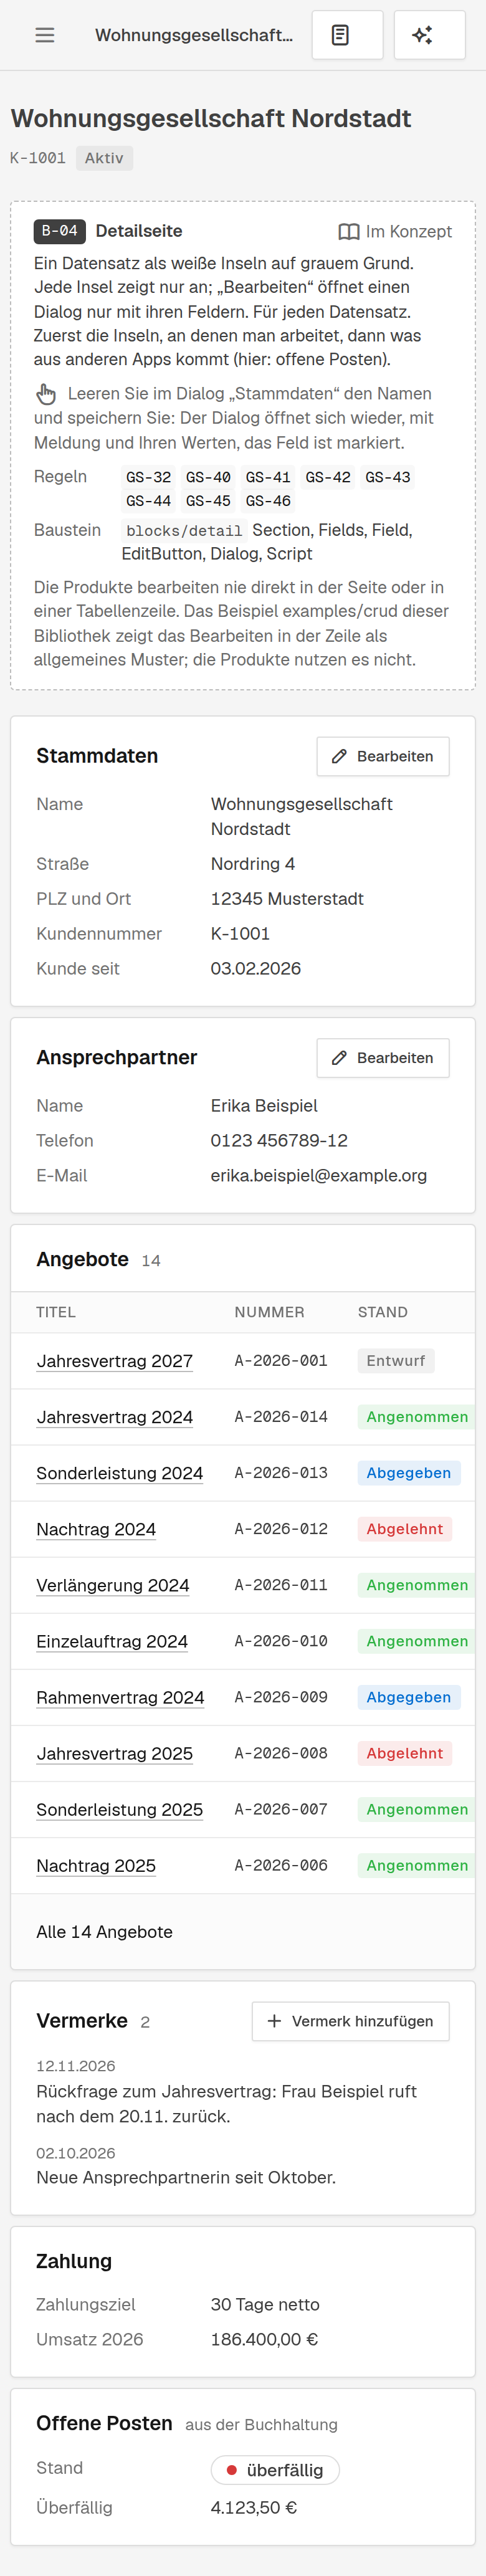 Wohnungsgesellschaft...
Wohnungsgesellschaft Nordstadt
K-1001 Aktiv
B-04 Detailseite Im Konzept
Ein Datensatz als weiße Inseln auf grauem Grund.
Jede Insel zeigt nur an; „Bearbeiten“ öffnet einen
Dialog nur mit ihren Feldern. Für jeden Datensatz.
Zuerst die Inseln, an denen man arbeitet, dann was
aus anderen Apps kommt (hier: offene Posten).
Leeren Sie im Dialog „Stammdaten“ den Namen
und speichern Sie: Der Dialog öffnet sich wieder, mit
Meldung und Ihren Werten, das Feld ist markiert.
Regeln GS-32 GS-40 GS-41 GS-42 GS-43
GS-44 GS-45 GS-46
Baustein blocks/detail Section, Fields, Field,
EditButton, Dialog, Script
Die Produkte bearbeiten nie direkt in der Seite oder in
einer Tabellenzeile. Das Beispiel examples/crud dieser
Bibliothek zeigt das Bearbeiten in der Zeile als
allgemeines Muster; die Produkte nutzen es nicht.
Stammdaten Bearbeiten
Name Wohnungsgesellschaft
Nordstadt
Straße Nordring 4
PLZ und Ort 12345 Musterstadt
Kundennummer K-1001
Kunde seit 03.02.2026
Ansprechpartner Bearbeiten
Name Erika Beispiel
Telefon 0123 456789-12
E-Mail erika.beispiel@example.org
Angebote 14
TITEL NUMMER STAND
Jahresvertrag 2027 A-2026-001 Entwurf
Jahresvertrag 2024 A-2026-014 Angenommen
Sonderleistung 2024 A-2026-013 Abgegeben
Nachtrag 2024 A-2026-012 Abgelehnt
Verlängerung 2024 A-2026-011 Angenommen
Einzelauftrag 2024 A-2026-010 Angenommen
Rahmenvertrag 2024 A-2026-009 Abgegeben
Jahresvertrag 2025 A-2026-008 Abgelehnt
Sonderleistung 2025 A-2026-007 Angenommen
Nachtrag 2025 A-2026-006 Angenommen
Alle 14 Angebote
Vermerke 2 Vermerk hinzufügen
12.11.2026
Rückfrage zum Jahresvertrag: Frau Beispiel ruft
nach dem 20.11. zurück.
02.10.2026
Neue Ansprechpartnerin seit Oktober.
Zahlung
Zahlungsziel 30 Tage netto
Umsatz 2026 186.400,00 €
Offene Posten aus der Buchhaltung
Stand überfällig
Überfällig 4.123,50 €